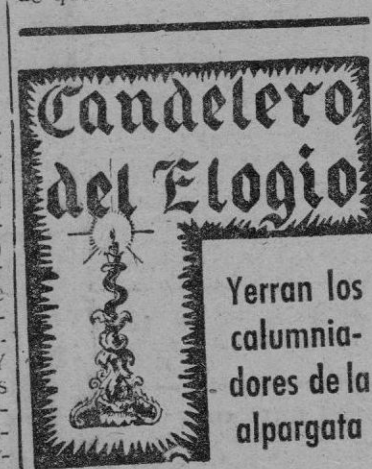 Candelero
del Elogio
Yerran los
calumnia-
dores de la
alpargata